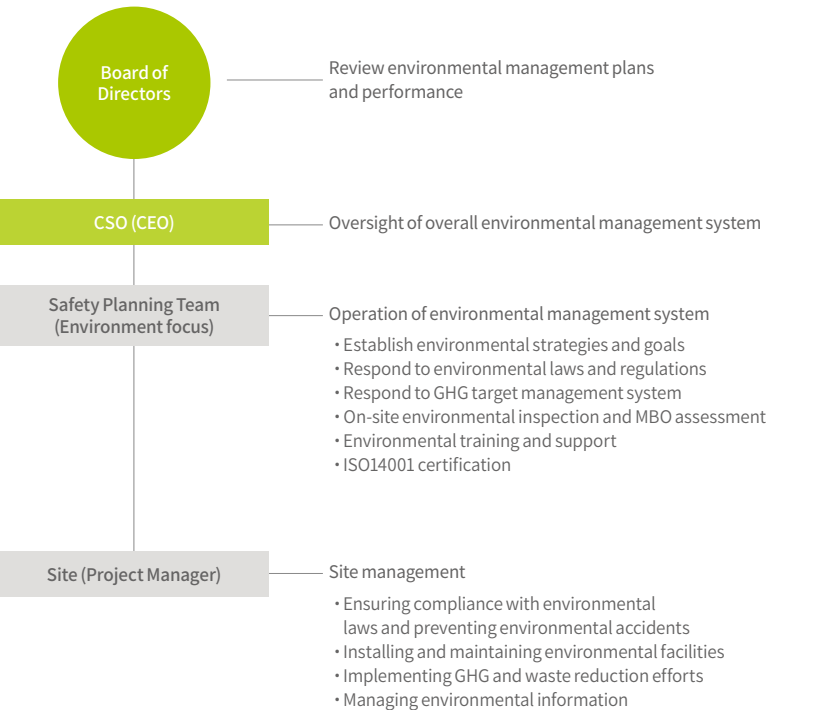 Board of
Directors
Review environmental management plans
and performance
CSO (CEO)
Oversight of overall environmental management system
Safety Planning Team
(Environment focus)
Operation of environmental management system
・Establish environmental strategies and goals
・Respond to environmental laws and regulations
・Respond to GHG target management system
・On-site environmental inspection and MBO assessment
・Environmental training and support
・ISO14001 certification
Site (Project Manager)
Site management
・Ensuring compliance with environmental
laws and preventing environmental accidents
・Installing and maintaining environmental facilities
・Implementing GHG and waste reduction efforts
・Managing environmental information